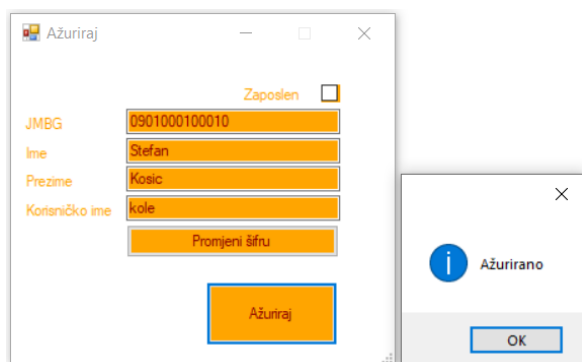 Ažuriraj
Zaposlen
JMBG 0901000100010
Ime Stefan
Prezime Kosic
Korisničko ime kole
Promjeni šifru
Ažuriraj
Ažurirano
OK